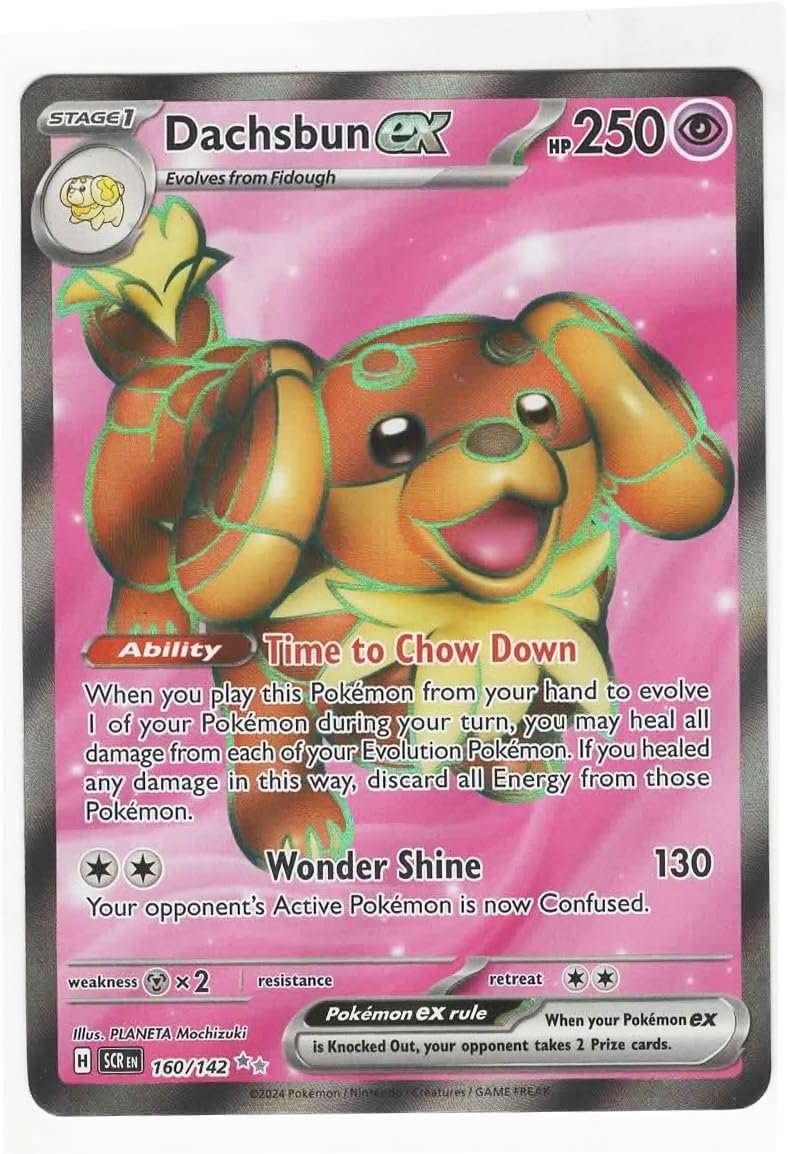 STAGE1
Dachsbun ex
HP 250
Evolves from Fidough
Ability Time to Chow Down
When you play this Pokémon from your hand to evolve
1 of your Pokémon during your turn, you may heal all
damage from each of your Evolution Pokémon. If you healed
any damage in this way, discard all Energy from those
Pokémon.
Wonder Shine 130
Your opponent's Active Pokémon is now Confused.
weakness ×2 resistance retreat
Pokémon ex rule When your Pokémon ex
is Knocked Out, your opponent takes 2 Prize cards.
Illus. PLANETA Mochizuki
H SCR EN 160/142
©2024 Pokémon / Nintendo / Creatures / GAME FREAK